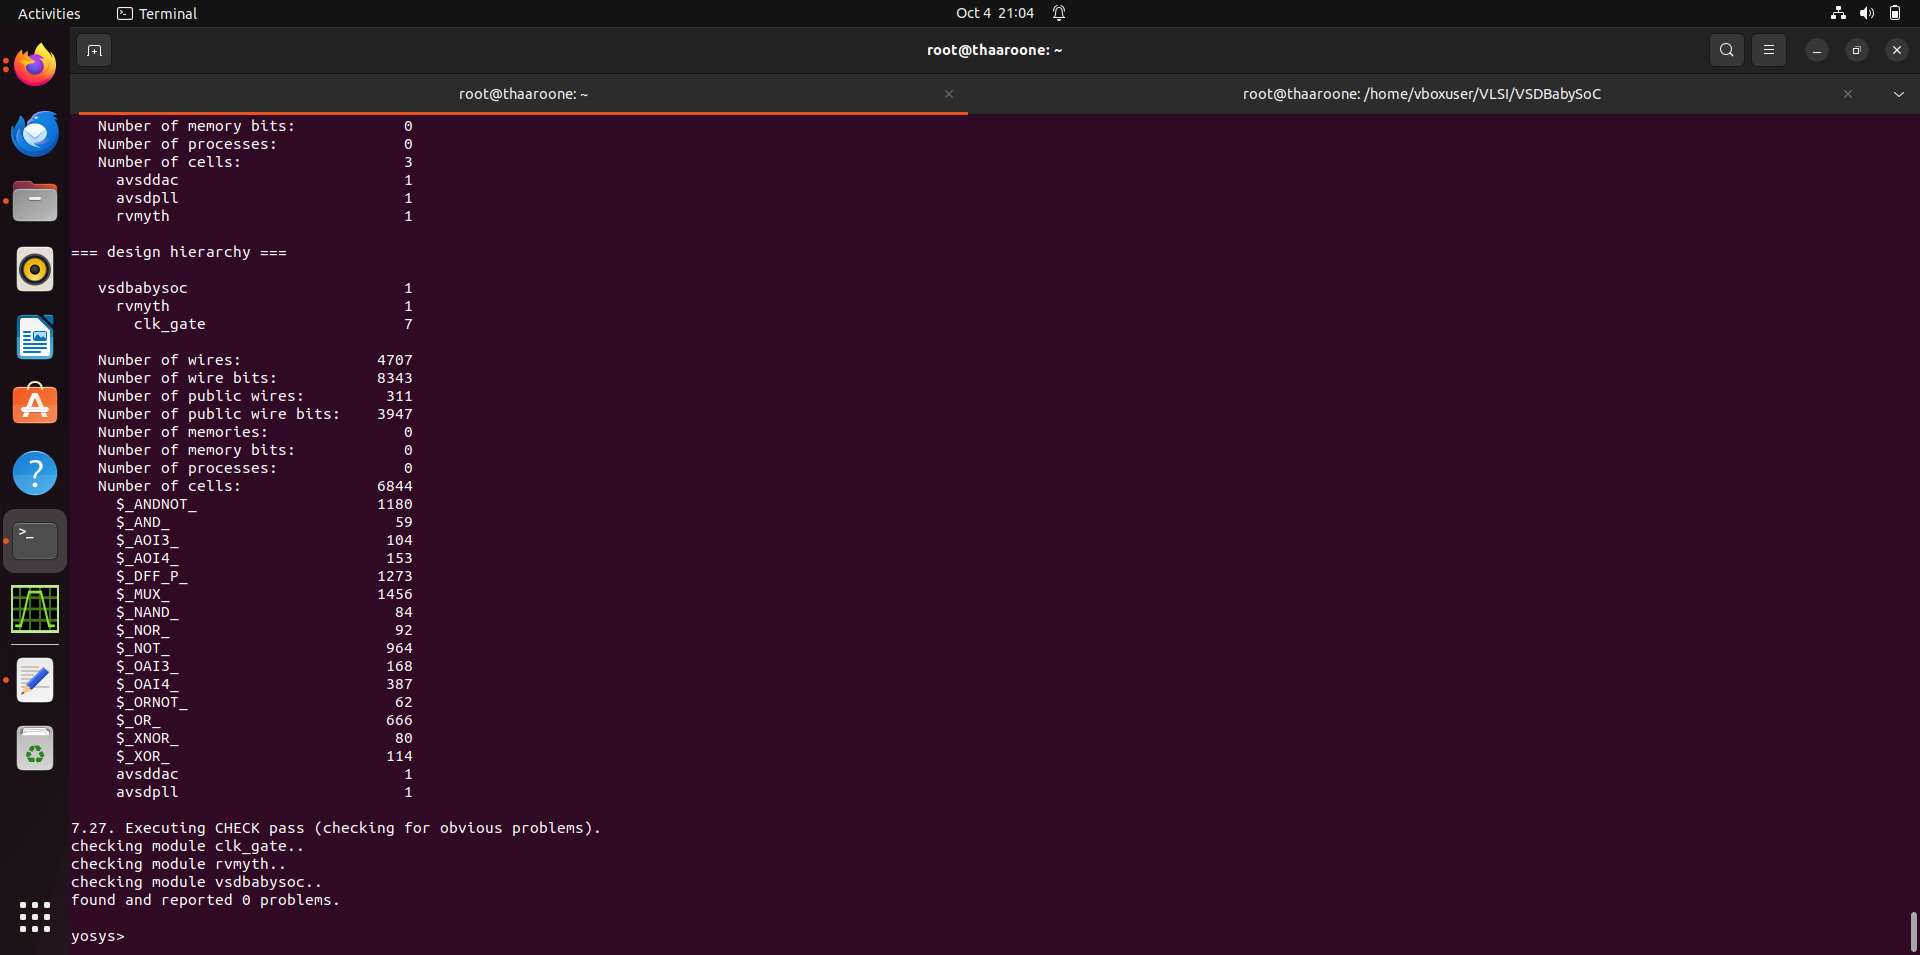 Activities
Terminal
Oct 4 21:04
root@thaaroone: ~
root@thaaroone: ~
root@thaaroone: /home/vboxuser/VLSI/VSDBabySoC
Number of memory bits: 0
Number of processes: 0
Number of cells: 3
avsddac 1
avsdpll 1
rvmyth 1
=== design hierarchy ===
vsdbabysoc 1
rvmyth 1
clk_gate 7
Number of wires: 4707
Number of wire bits: 8343
Number of public wires: 311
Number of public wire bits: 3947
Number of memories: 0
Number of memory bits: 0
Number of processes: 0
Number of cells: 6844
$_ANDNOT_ 1180
$_AND_ 59
$_AOI3_ 104
$_AOI4_ 153
$_DFF_P_ 1273
$_MUX_ 1456
$_NAND_ 84
$_NOR_ 92
$_NOT_ 964
$_OAI3_ 168
$_OAI4_ 387
$_ORNOT_ 62
$_OR_ 666
$_XNOR_ 80
$_XOR_ 114
avsddac 1
avsdpll 1
7.27. Executing CHECK pass (checking for obvious problems).
checking module clk_gate..
checking module rvmyth..
checking module vsdbabysoc..
found and reported 0 problems.
yosys>